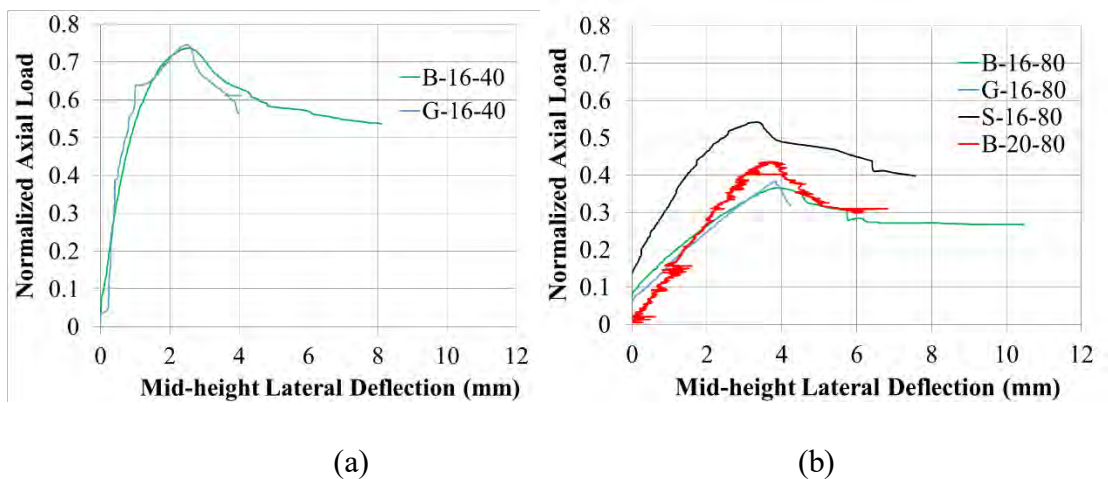 0.8
0.7
0.6
0.5
0.4
0.3
0.2
0.1
0
Normalized Axial Load
B-16-40
G-16-40
0 2 4 6 8 10 12
Mid-height Lateral Deflection (mm)
(a)
0.8
0.7
0.6
0.5
0.4
0.3
0.2
0.1
0
Normalized Axial Load
B-16-80
G-16-80
S-16-80
B-20-80
0 2 4 6 8 10 12
Mid-height Lateral Deflection (mm)
(b)